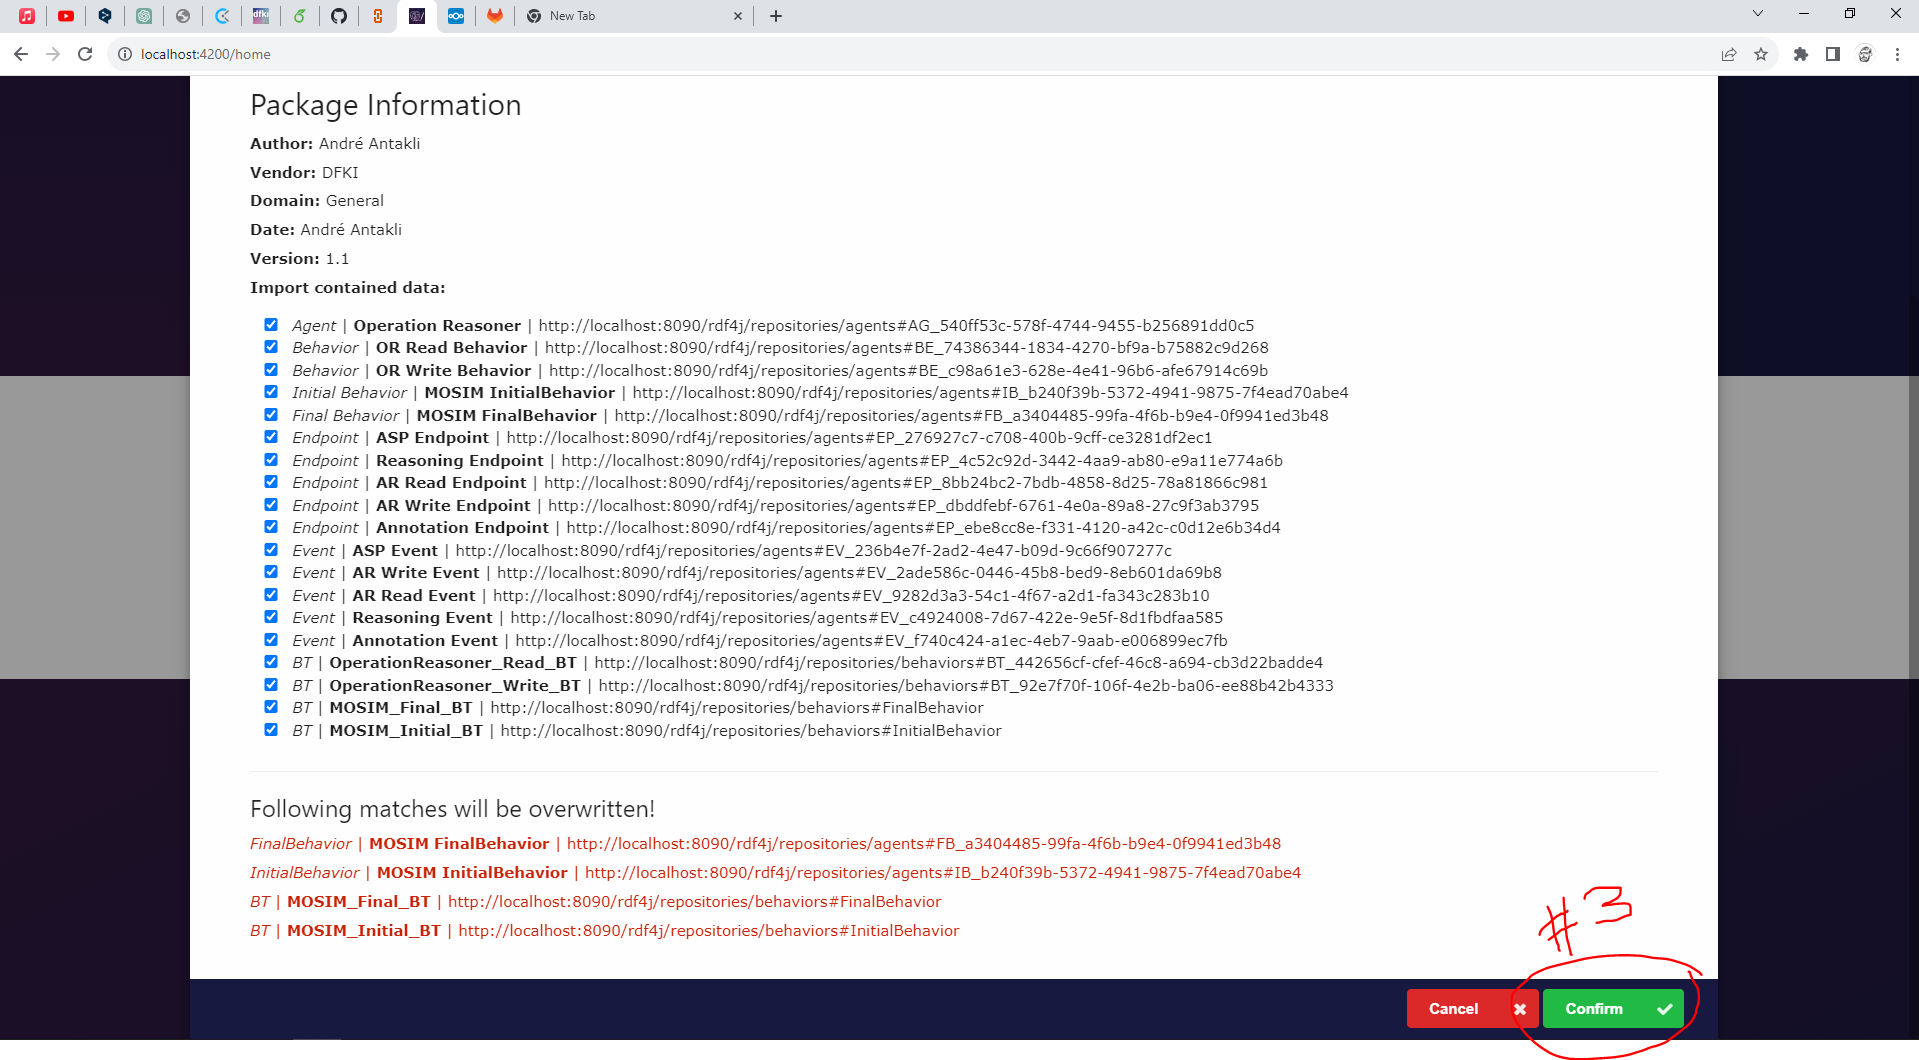 New Tab
localhost:4200/home
Package Information
Author: André Antakli
Vendor: DFKI
Domain: General
Date: André Antakli
Version: 1.1
Import contained data:
Agent | Operation Reasoner | http://localhost:8090/rdf4j/repositories/agents#AG_540ff53c-578f-4744-9455-b256891dd0c5
Behavior | OR Read Behavior | http://localhost:8090/rdf4j/repositories/agents#BE_74386344-1834-4270-bf9a-b75882c9d268
Behavior | OR Write Behavior | http://localhost:8090/rdf4j/repositories/agents#BE_c98a61e3-628e-4e41-96b6-afe67914c69b
Initial Behavior | MOSIM InitialBehavior | http://localhost:8090/rdf4j/repositories/agents#IB_b240f39b-5372-4941-9875-7f4ead70abe4
Final Behavior | MOSIM FinalBehavior | http://localhost:8090/rdf4j/repositories/agents#FB_a3404485-99fa-4f6b-b9e4-0f9941ed3b48
Endpoint | ASP Endpoint | http://localhost:8090/rdf4j/repositories/agents#EP_276927c7-c708-400b-9cff-ce3281df2ec1
Endpoint | Reasoning Endpoint | http://localhost:8090/rdf4j/repositories/agents#EP_4c52c92d-3442-4aa9-ab80-e9a11e774a6b
Endpoint | AR Read Endpoint | http://localhost:8090/rdf4j/repositories/agents#EP_8bb24bc2-7bdb-4858-8d25-78a81866c981
Endpoint | AR Write Endpoint | http://localhost:8090/rdf4j/repositories/agents#EP_dbddfebf-6761-4e0a-89a8-27c9f3ab3795
Endpoint | Annotation Endpoint | http://localhost:8090/rdf4j/repositories/agents#EP_ebe8cc8e-f331-4120-a42c-c0d12e6b34d4
Event | ASP Event | http://localhost:8090/rdf4j/repositories/agents#EV_236b4e7f-2ad2-4e47-b09d-9c66f907277c
Event | AR Write Event | http://localhost:8090/rdf4j/repositories/agents#EV_2ade586c-0446-45b8-bed9-8eb601da69b8
Event | AR Read Event | http://localhost:8090/rdf4j/repositories/agents#EV_9282d3a3-54c1-4f67-a2d1-fa343c283b10
Event | Reasoning Event | http://localhost:8090/rdf4j/repositories/agents#EV_c4924008-7d67-422e-9e5f-8d1fbdfaa585
Event | Annotation Event | http://localhost:8090/rdf4j/repositories/agents#EV_f740c424-a1ec-4eb7-9aab-e006899ec7fb
BT | OperationReasoner_Read_BT | http://localhost:8090/rdf4j/repositories/behaviors#BT_442656cf-cfef-46c8-a694-cb3d22badde4
BT | OperationReasoner_Write_BT | http://localhost:8090/rdf4j/repositories/behaviors#BT_92e7f70f-106f-4e2b-ba06-ee88b42b4333
BT | MOSIM_Final_BT | http://localhost:8090/rdf4j/repositories/behaviors#FinalBehavior
BT | MOSIM_Initial_BT | http://localhost:8090/rdf4j/repositories/behaviors#InitialBehavior
Following matches will be overwritten!
FinalBehavior | MOSIM FinalBehavior | http://localhost:8090/rdf4j/repositories/agents#FB_a3404485-99fa-4f6b-b9e4-0f9941ed3b48
InitialBehavior | MOSIM InitialBehavior | http://localhost:8090/rdf4j/repositories/agents#IB_b240f39b-5372-4941-9875-7f4ead70abe4
BT | MOSIM_Final_BT | http://localhost:8090/rdf4j/repositories/behaviors#FinalBehavior
BT | MOSIM_Initial_BT | http://localhost:8090/rdf4j/repositories/behaviors#InitialBehavior
#3
Cancel Confirm